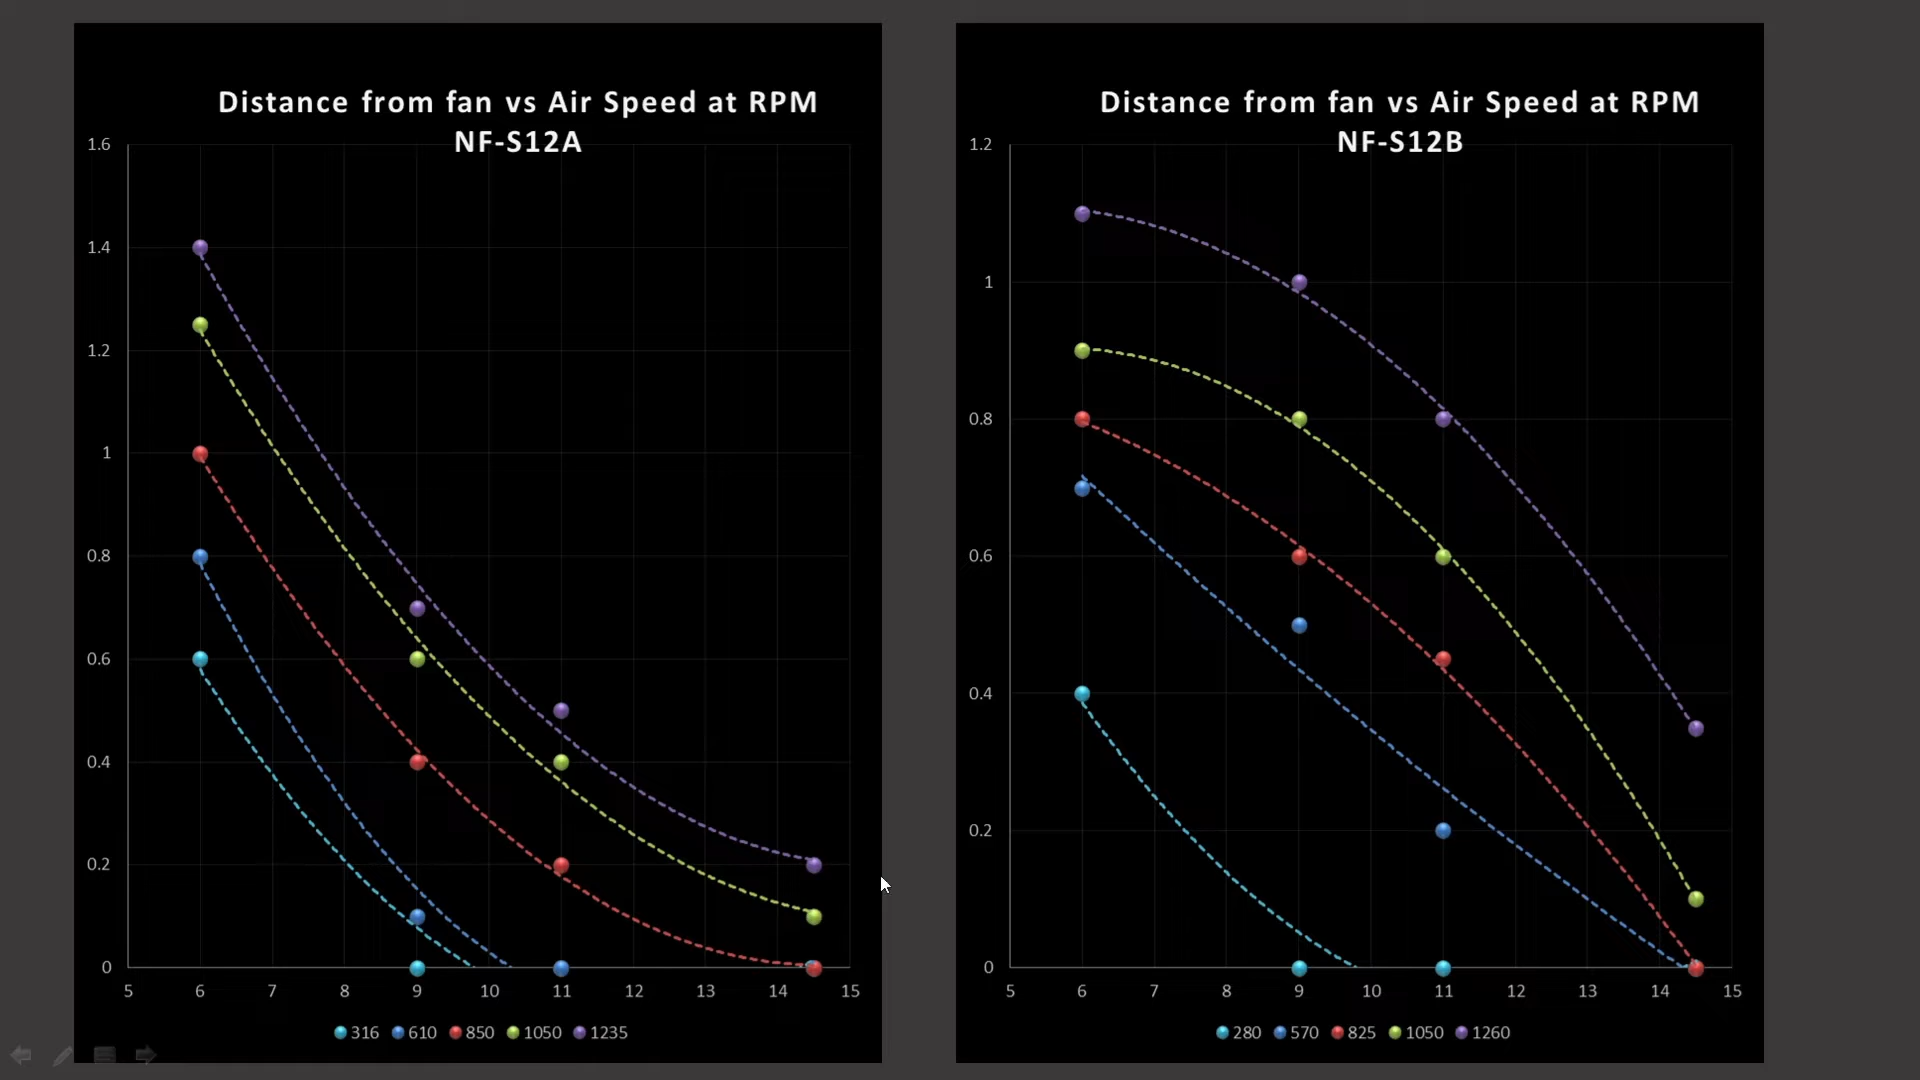 Distance from fan vs Air Speed at RPM
NF-S12A
1.6
1.4
1.2
1
0.8
0.6
0.4
0.2
0
5 6 7 8 9 10 11 12 13 14 15
316 610 850 1050 1235
Distance from fan vs Air Speed at RPM
NF-S12B
1.2
1
0.8
0.6
0.4
0.2
0
5 6 7 8 9 10 11 12 13 14 15
280 570 825 1050 1260